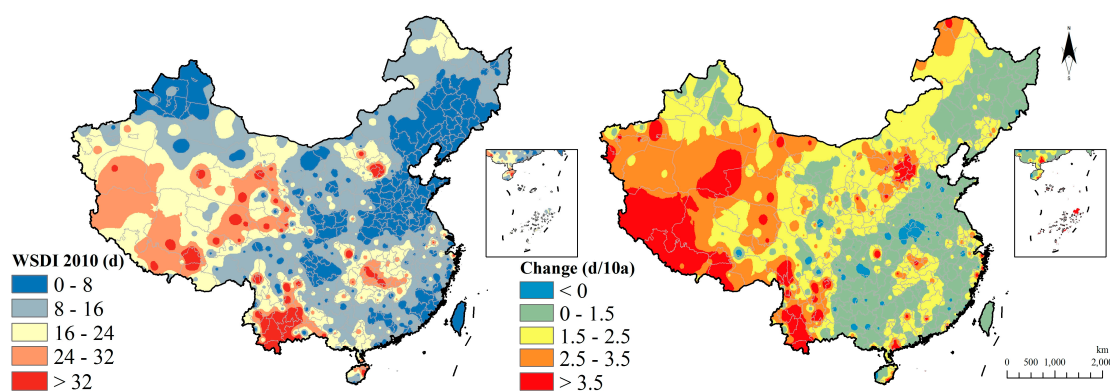 WSDI 2010 (d)
0 - 8
8 - 16
16 - 24
24 - 32
> 32
Change (d/10a)
< 0
0 - 1.5
1.5 - 2.5
2.5 - 3.5
> 3.5
N
km
0 500 1,000 2,000